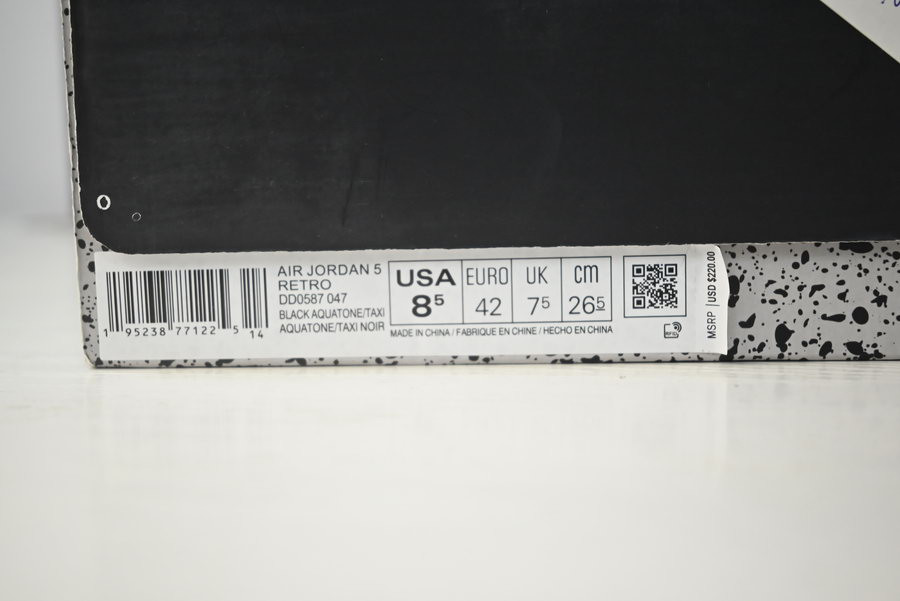 AIR JORDAN 5
RETRO
DD0587 047
BLACK AQUATONE/TAXI
AQUATONE/TAXI NOIR
1 95238 77122 5 14
USA EURO UK cm
8⁵ 42 7⁵ 26⁵
MADE IN CHINA / FABRIQUE EN CHINE / HECHO EN CHINA
MSRP USD $220.00